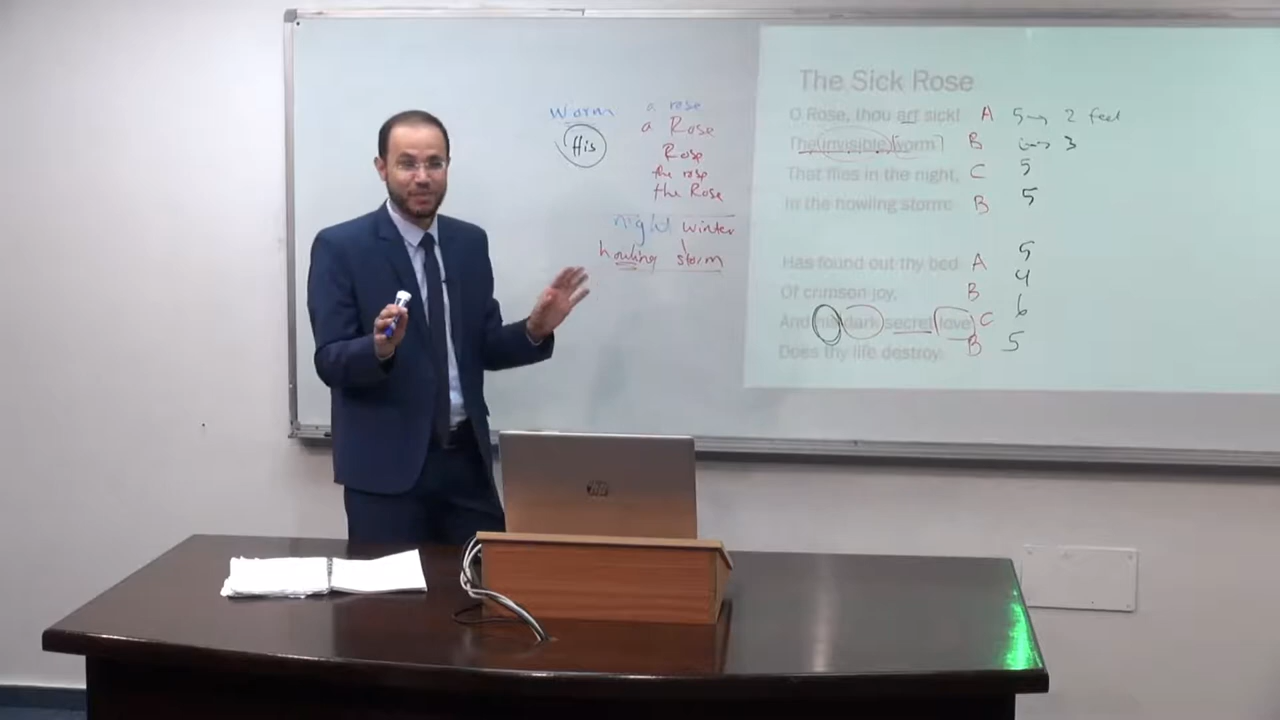 Worm
His
a rose
a Rose
Rose
the rose
the Rose
night winter
howling storm
The Sick Rose
O Rose, thou art sick! A 5 → 2 feet
The invisible worm B 3
That flies in the night, C 5
In the howling storm: B 5
Has found out thy bed A 5
Of crimson joy, B 4
And his dark secret love C 6
Does thy life destroy. B 5
hp